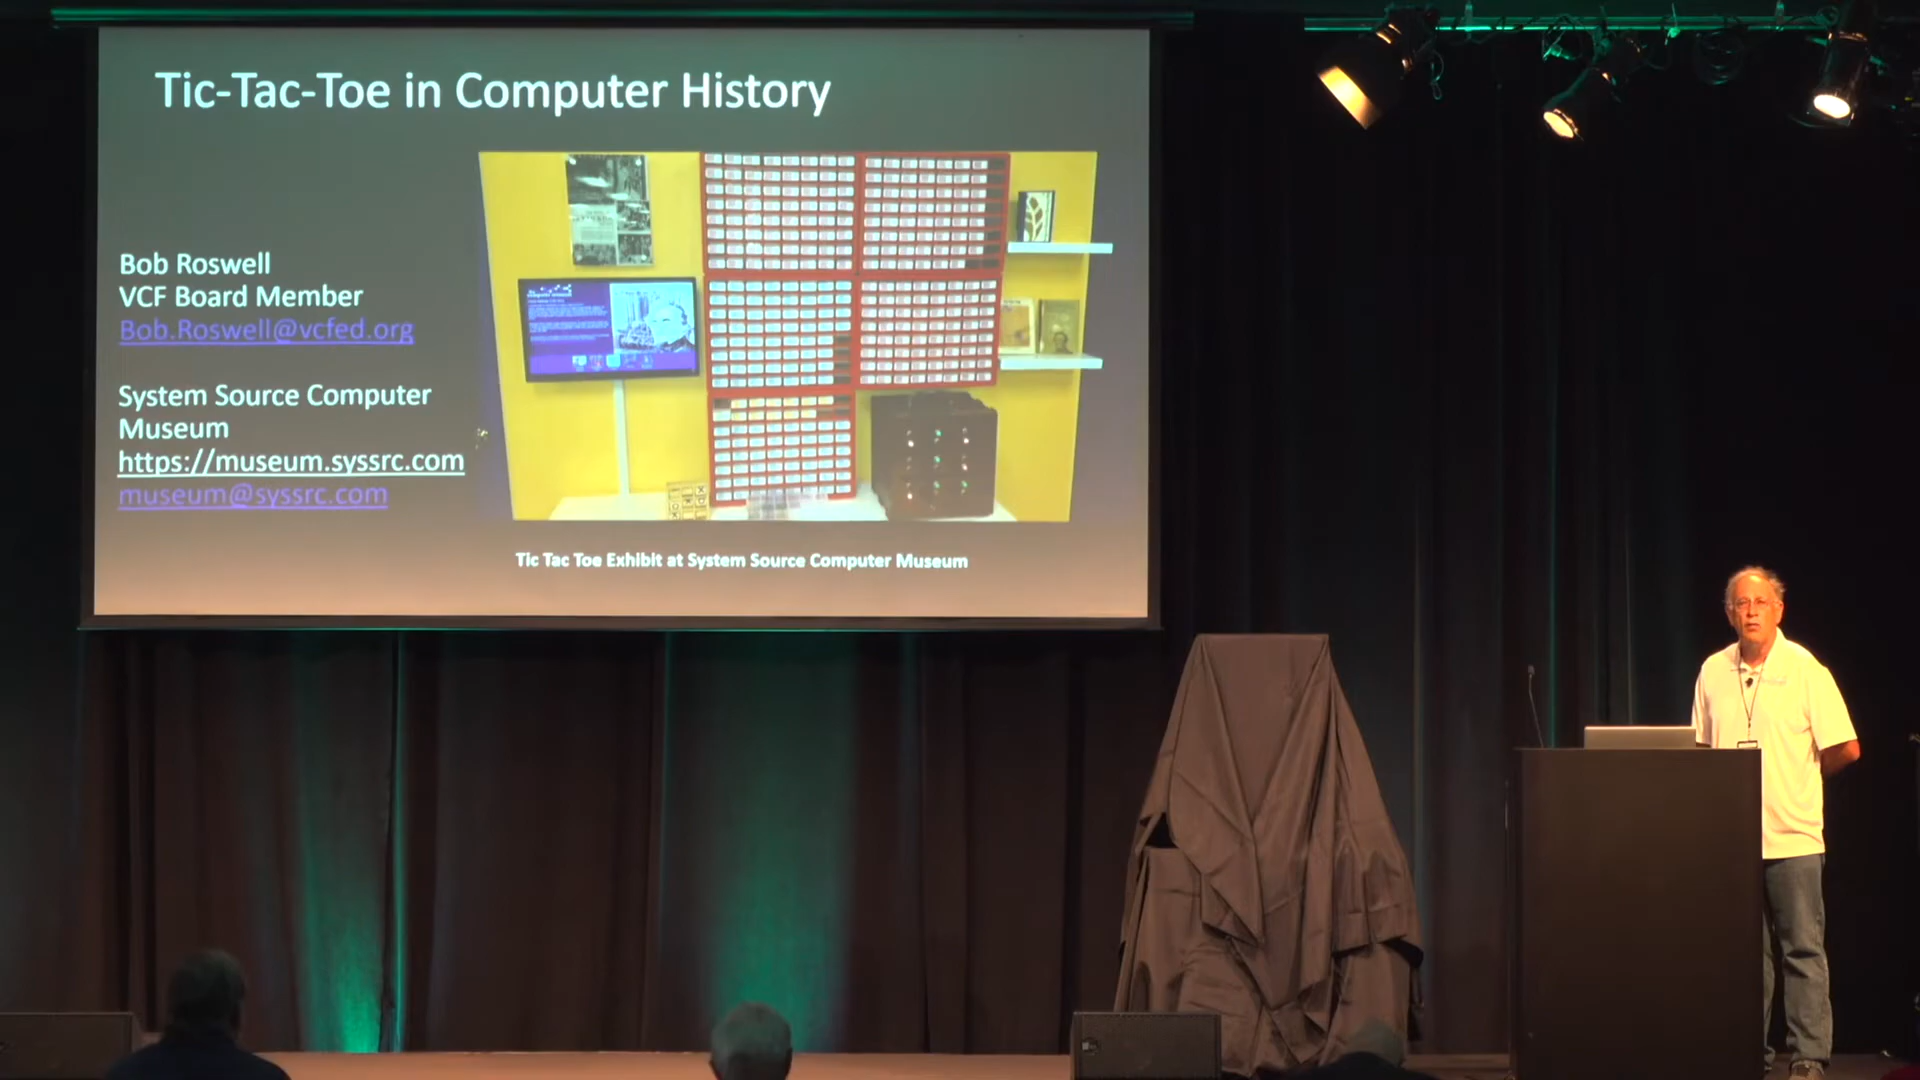 Tic-Tac-Toe in Computer History
Bob Roswell
VCF Board Member
Bob.Roswell@vcfed.org
System Source Computer
Museum
https://museum.syssrc.com
museum@syssrc.com
Tic Tac Toe Exhibit at System Source Computer Museum